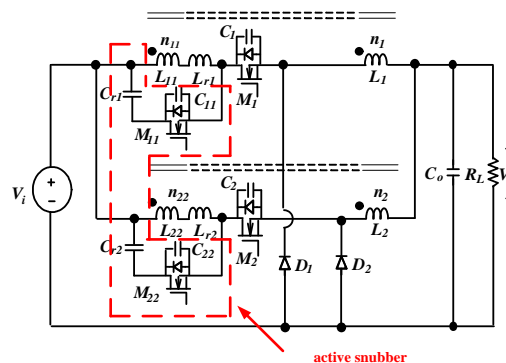 n11 C1 n1
L11 Lr1 L1
Cr1 C11 M1
M11
n22 C2 n2
Vi + − Co RL V
L22 Lr2 L2
Cr2 C22 M2 D1 D2
M22
active snubber